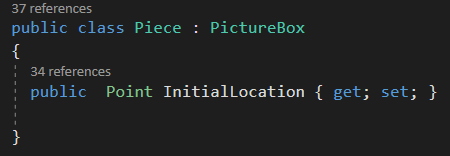 37 references
public class Piece : PictureBox
{
34 references
public  Point InitialLocation { get; set; }
}